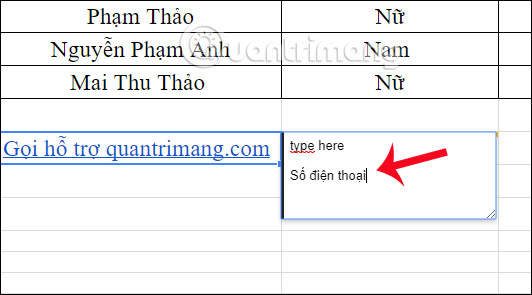 Phạm Thảo Nữ
Nguyễn Phạm Anh Nam
Quantrimang
Mai Thu Thảo Nữ
Gọi hỗ trợ quantrimang.com type here
Số điện thoại